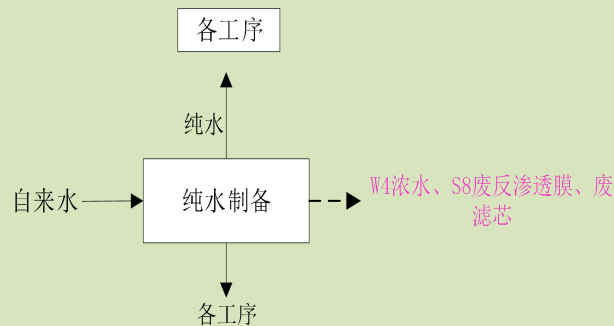 各工序
纯水
自来水
纯水制备
W4浓水、S8废反渗透膜、废
滤芯
各工序